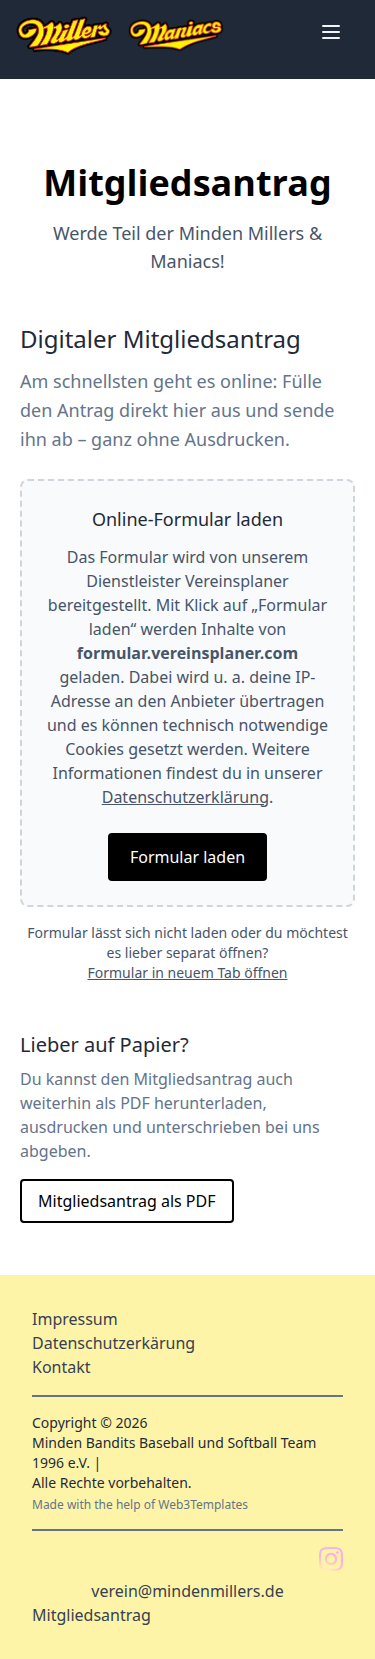 Millers Maniacs
Mitgliedsantrag
Werde Teil der Minden Millers &
Maniacs!
Digitaler Mitgliedsantrag
Am schnellsten geht es online: Fülle
den Antrag direkt hier aus und sende
ihn ab – ganz ohne Ausdrucken.
Online-Formular laden
Das Formular wird von unserem
Dienstleister Vereinsplaner
bereitgestellt. Mit Klick auf „Formular
laden“ werden Inhalte von
formular.vereinsplaner.com
geladen. Dabei wird u. a. deine IP-
Adresse an den Anbieter übertragen
und es können technisch notwendige
Cookies gesetzt werden. Weitere
Informationen findest du in unserer
Datenschutzerklärung.
Formular laden
Formular lässt sich nicht laden oder du möchtest
es lieber separat öffnen?
Formular in neuem Tab öffnen
Lieber auf Papier?
Du kannst den Mitgliedsantrag auch
weiterhin als PDF herunterladen,
ausdrucken und unterschrieben bei uns
abgeben.
Mitgliedsantrag als PDF
Impressum
Datenschutzerkärung
Kontakt
Copyright © 2026
Minden Bandits Baseball und Softball Team
1996 e.V. |
Alle Rechte vorbehalten.
Made with the help of Web3Templates
verein@mindenmillers.de
Mitgliedsantrag